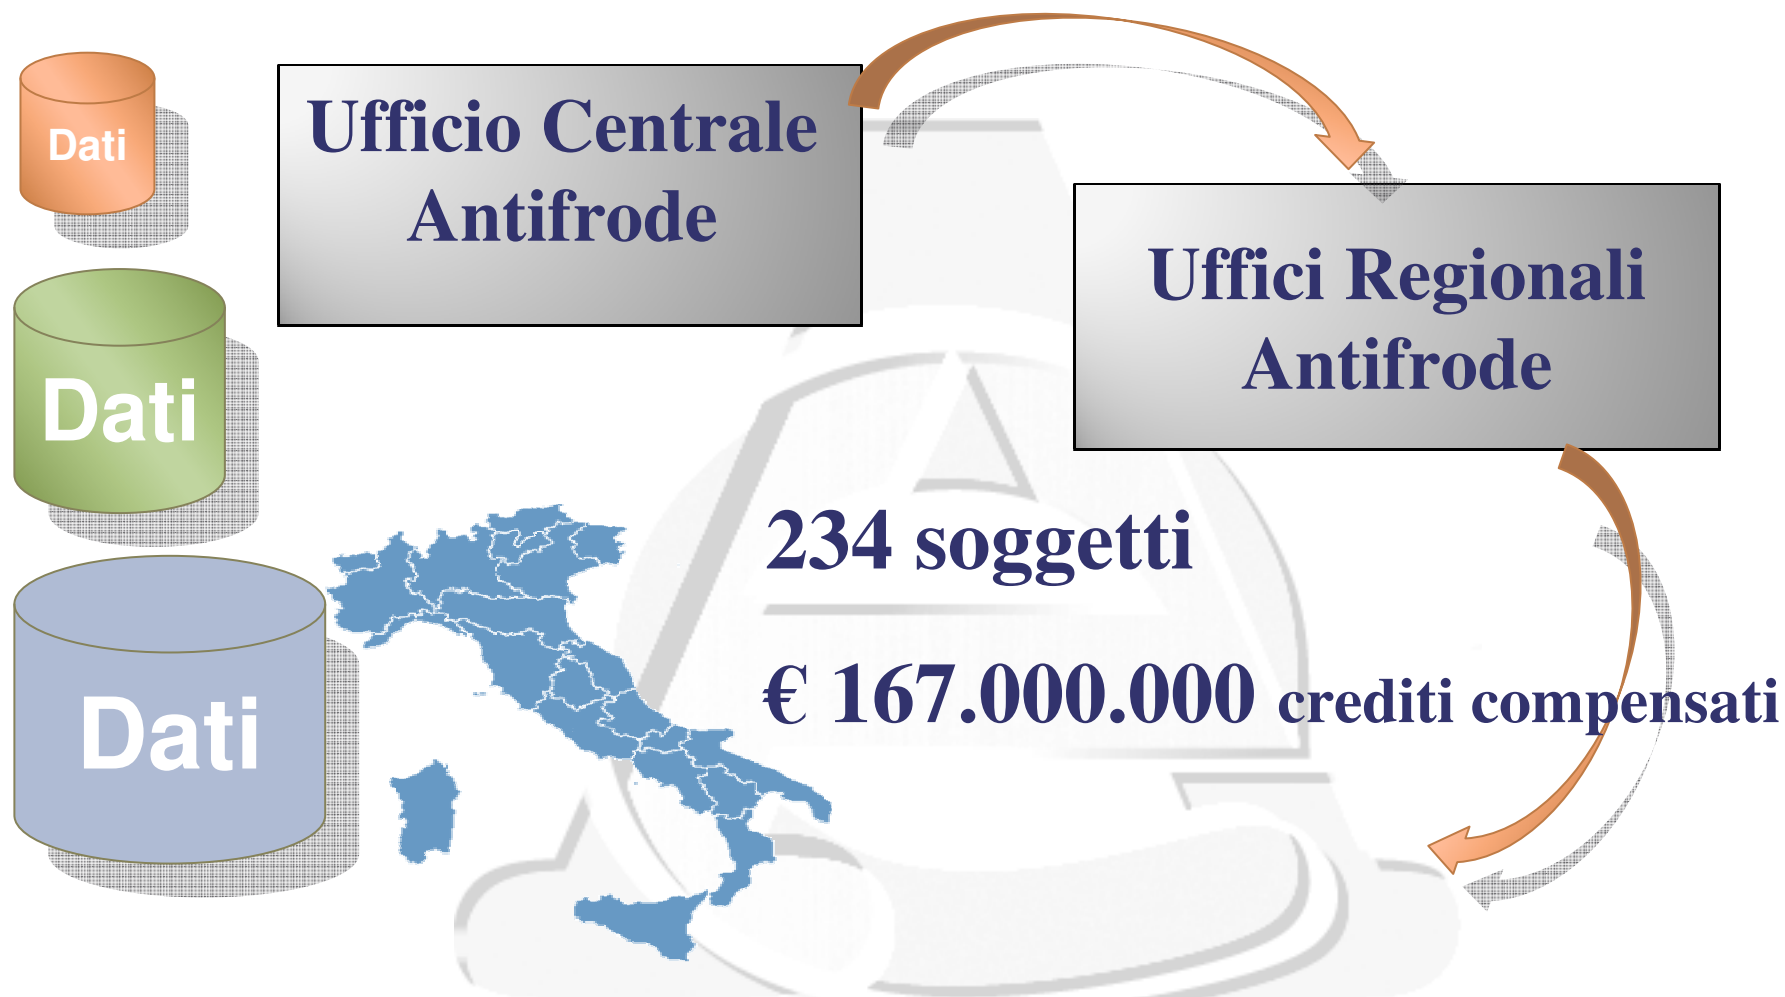 Dati
Ufficio Centrale
Antifrode
Uffici Regionali
Antifrode
Dati
234 soggetti
€ 167.000.000 crediti compensati
Dati